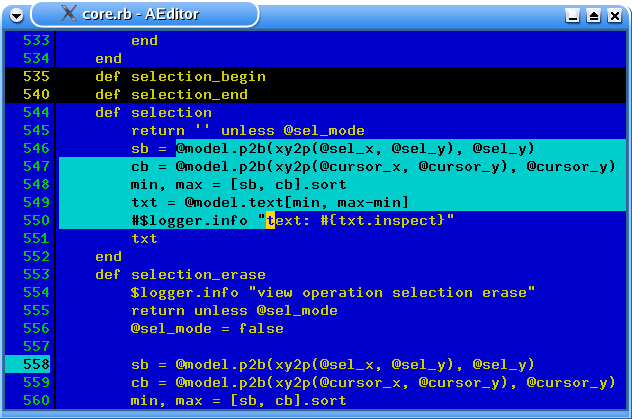 core.rb - AEditor
533         end
534     end
535     def selection_begin
540     def selection_end
544     def selection
545         return '' unless @sel_mode
546         sb = @model.p2b(xy2p(@sel_x, @sel_y), @sel_y)
547         cb = @model.p2b(xy2p(@cursor_x, @cursor_y), @cursor_y)
548         min, max = [sb, cb].sort
549         txt = @model.text[min, max-min]
550         #$logger.info "text: #{txt.inspect}"
551         txt
552     end
553     def selection_erase
554         $logger.info "view operation selection erase"
555         return unless @sel_mode
556         @sel_mode = false
557
558         sb = @model.p2b(xy2p(@sel_x, @sel_y), @sel_y)
559         cb = @model.p2b(xy2p(@cursor_x, @cursor_y), @cursor_y)
560         min, max = [sb, cb].sort